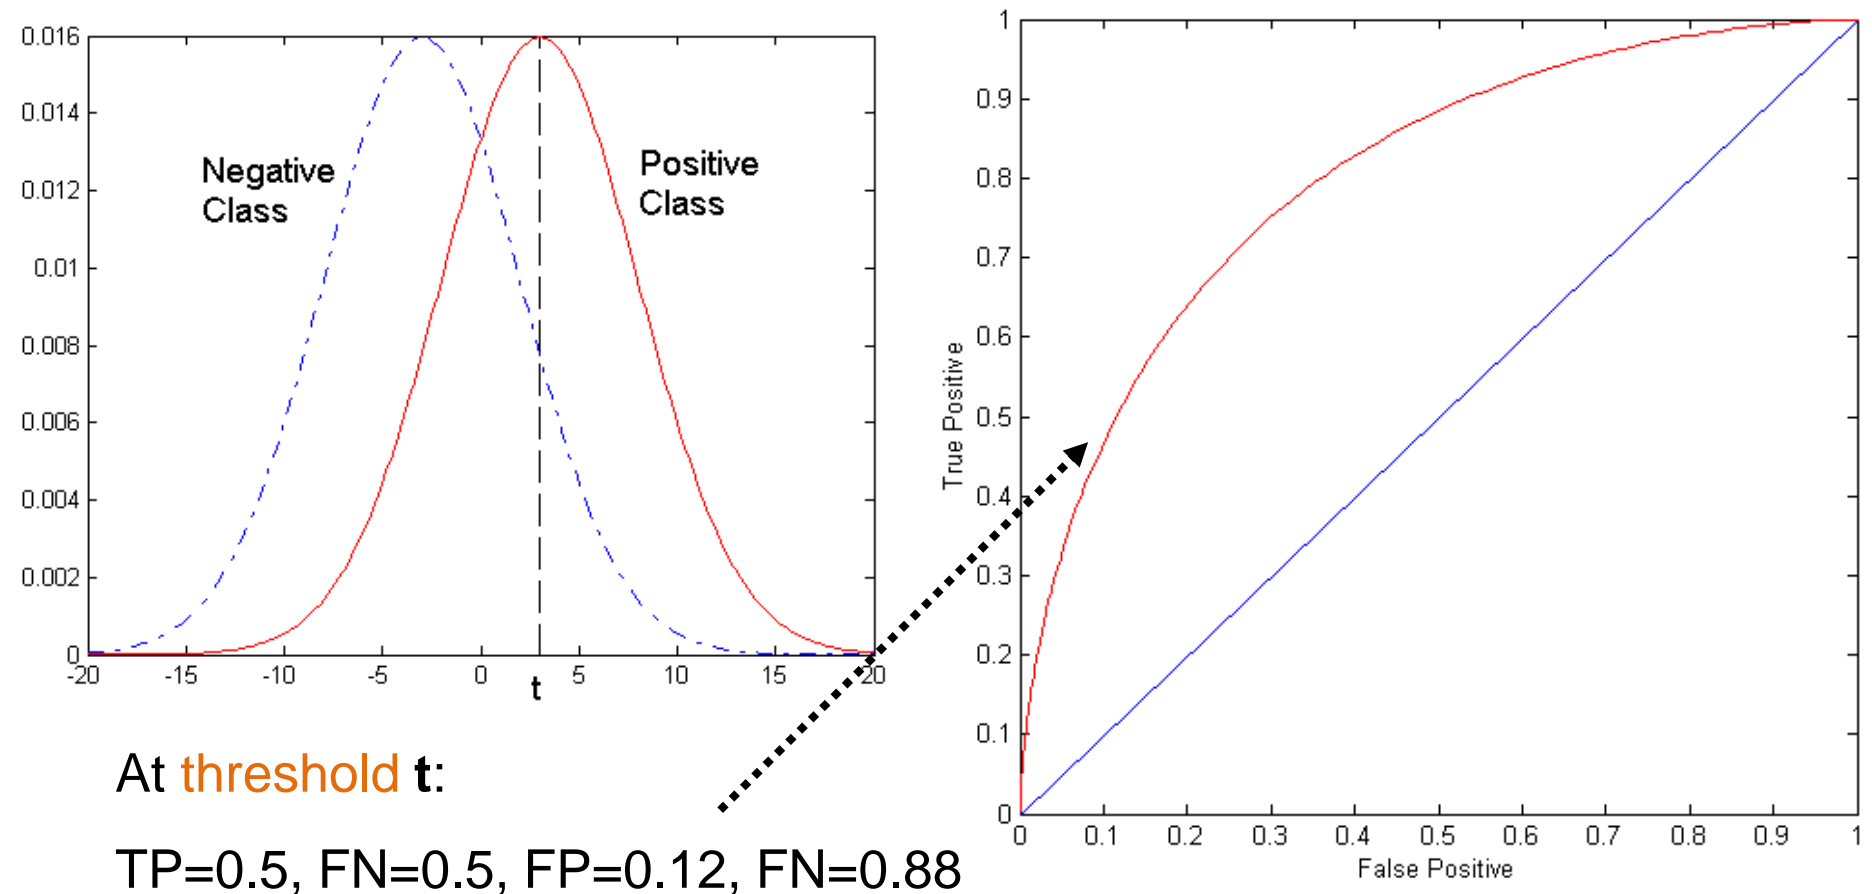 0.016
0.014
0.012
0.01
0.008
0.006
0.004
0.002
0
-20 -15 -10 -5 0 t 5 10 15 20
Negative
Class
Positive
Class
At threshold t:
TP=0.5, FN=0.5, FP=0.12, FN=0.88
1
0.9
0.8
0.7
0.6
0.5
0.4
0.3
0.2
0.1
0
True Positive
0 0.1 0.2 0.3 0.4 0.5 0.6 0.7 0.8 0.9 1
False Positive